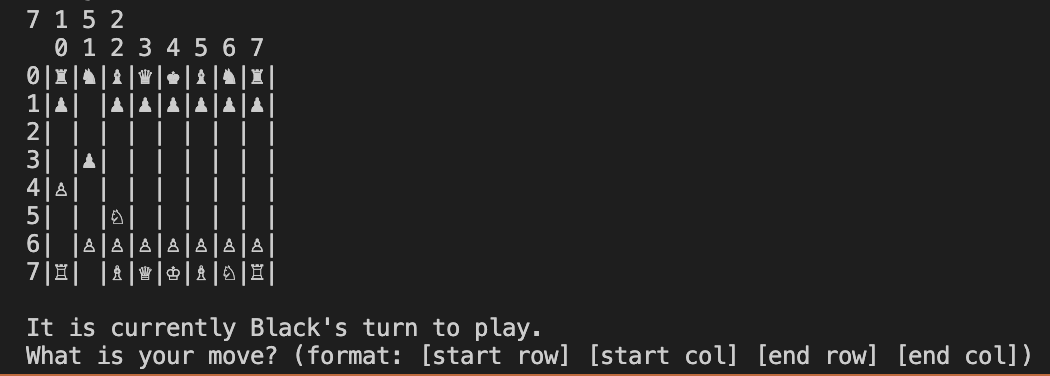 7 1 5 2
  0 1 2 3 4 5 6 7
0|♜|♞|♝|♛|♚|♝|♞|♜|
1|♟| |♟|♟|♟|♟|♟|♟|
2| | | | | | | | |
3| |♟| | | | | | |
4|♙| | | | | | | |
5| | |♘| | | | | |
6| |♙|♙|♙|♙|♙|♙|♙|
7|♖| |♗|♕|♔|♗|♘|♖|
It is currently Black's turn to play.
What is your move? (format: [start row] [start col] [end row] [end col])